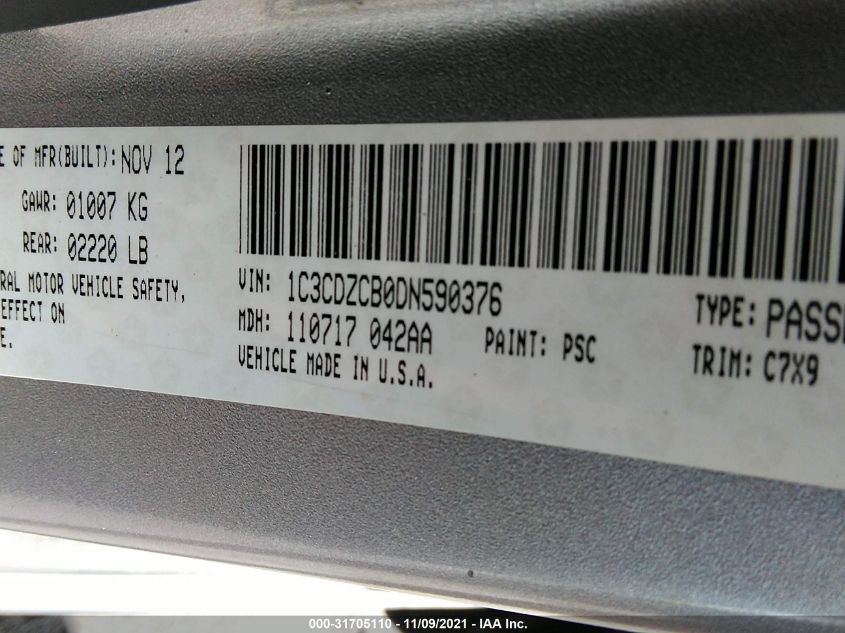 E OF MFR(BUILT): NOV 12
GAWR: 01007 KG
REAR: 02220 LB
RAL MOTOR VEHICLE SAFETY,
EFFECT ON
E.
VIN: 1C3CDZCB0DN590376
TYPE: PASSE
MDH: 110717 042AA
PAINT: PSC
TRIM: C7X9
VEHICLE MADE IN U.S.A.
000-31705110 - 11/09/2021 - IAA Inc.